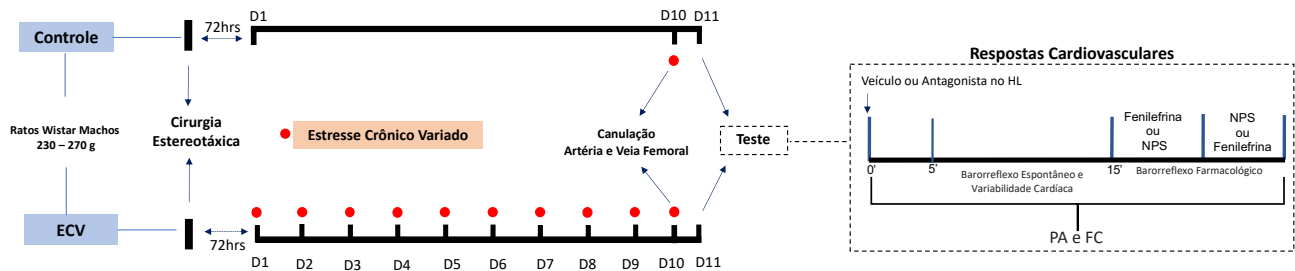 Controle
72hrs
D1
D10
D11
Ratos Wistar Machos
230 – 270 g
Cirurgia
Estereotáxica
Estresse Crônico Variado
Canulação
Artéria e Veia Femoral
Teste
ECV
72hrs
D1
D2
D3
D4
D5
D6
D7
D8
D9
D10
D11
Respostas Cardiovasculares
Veículo ou Antagonista no HL
Fenilefrina
ou
NPS
NPS
ou
Fenilefrina
0'
5'
15'
Barorreflexo Espontâneo e
Variabilidade Cardíaca
Barorreflexo Farmacológico
PA e FC